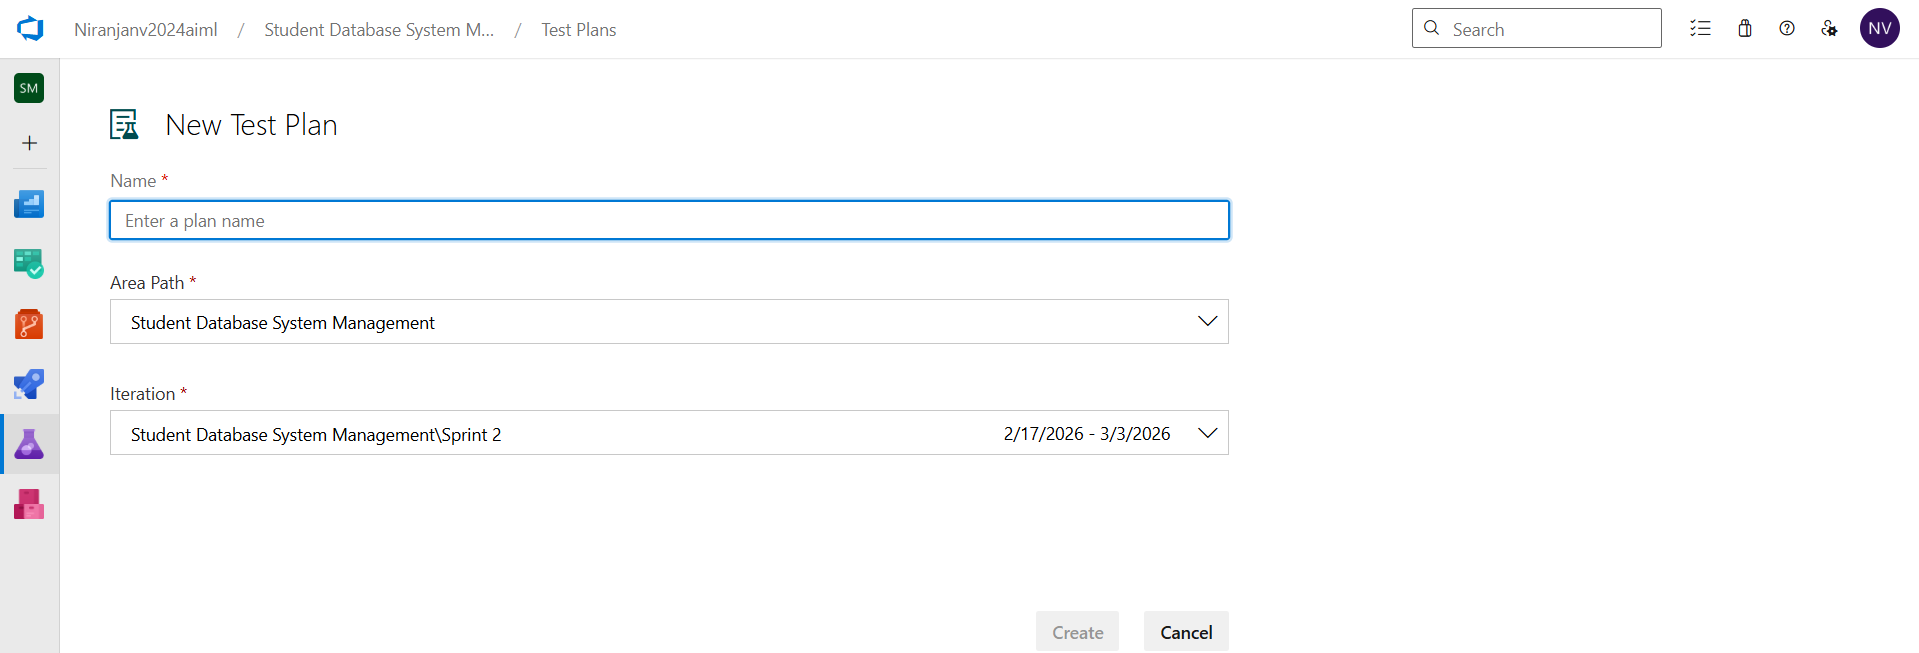 Niranjanv2024aiml / Student Database System M... / Test Plans
Search
NV
SM
New Test Plan
Name *
Enter a plan name
Area Path *
Student Database System Management
Iteration *
Student Database System Management\Sprint 2 2/17/2026 - 3/3/2026
Create Cancel